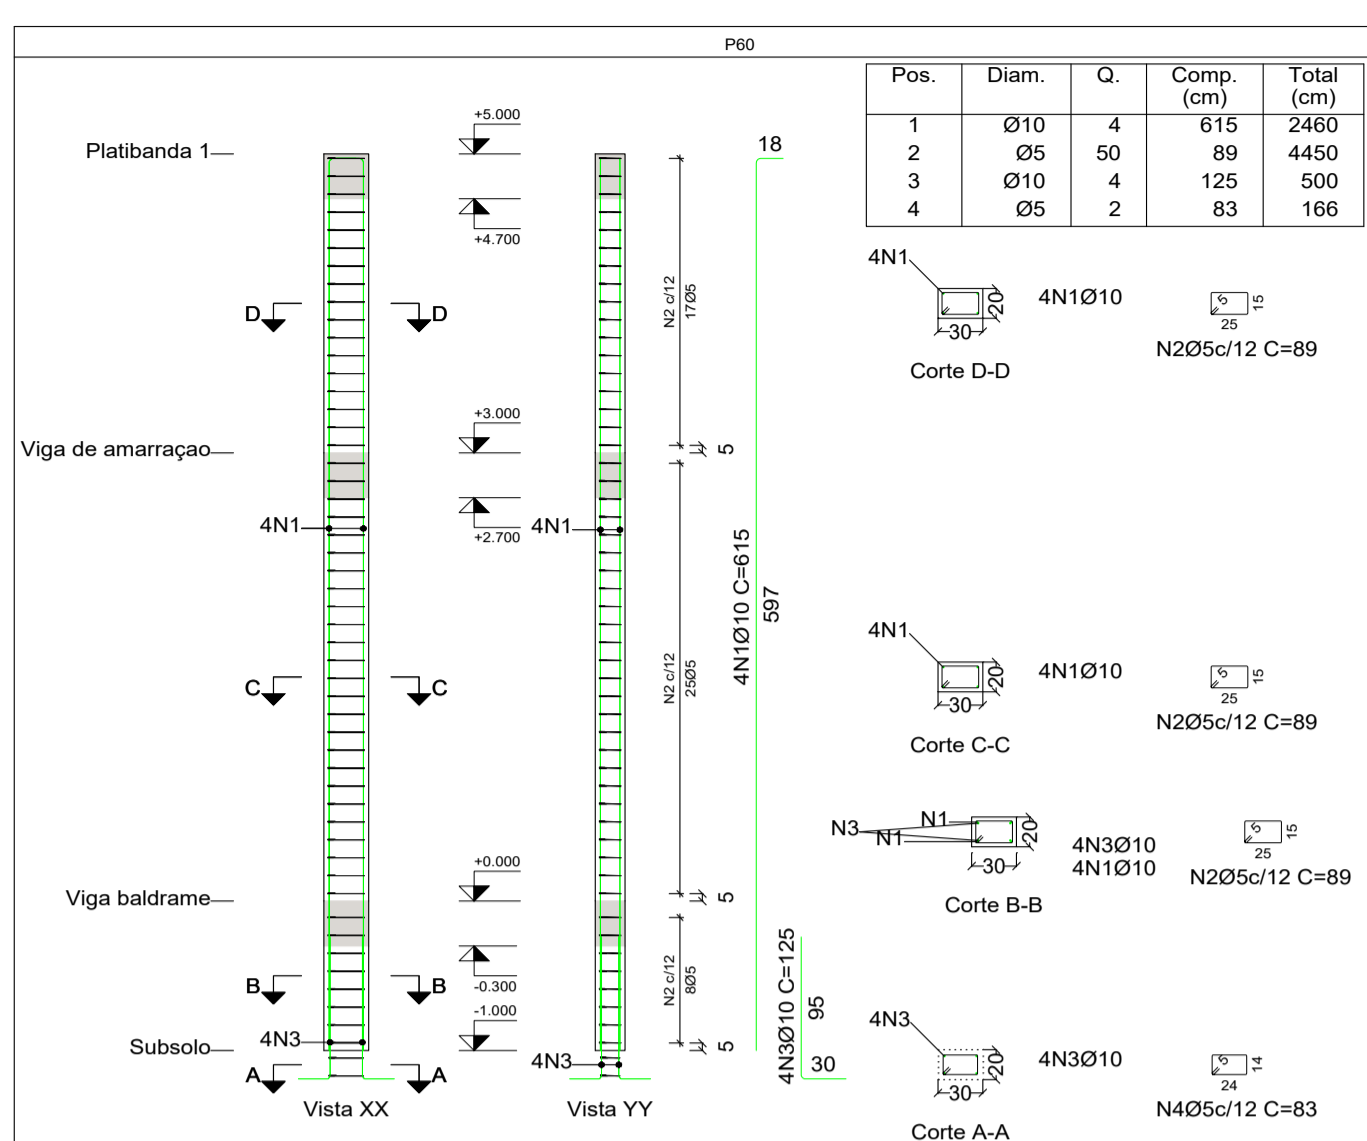 P60
Pos. Diam. Q. Comp. (cm) Total (cm)
1 Ø10 4 615 2460
2 Ø5 50 89 4450
3 Ø10 4 125 500
4 Ø5 2 83 166
Platibanda 1
+5.000
+4.700
18
N2 c/12
17Ø5
D D
Viga de amarraçao
+3.000
+2.700
5
4N1
4N1
N2 c/12
25Ø5
4N1Ø10 C=615
597
C C
Viga baldrame
+0.000
-0.300
5
N2 c/12
8Ø5
B B
Subsolo
-1.000
5
4N3
4N3
4N3Ø10 C=125
95
30
A A
Vista XX
Vista YY
4N1
20
30
4N1Ø10
5
15
25
N2Ø5c/12 C=89
Corte D-D
4N1
20
30
4N1Ø10
5
15
25
N2Ø5c/12 C=89
Corte C-C
N3
N1
N1
20
30
4N3Ø10
4N1Ø10
5
15
25
N2Ø5c/12 C=89
Corte B-B
4N3
20
30
4N3Ø10
5
14
24
N4Ø5c/12 C=83
Corte A-A